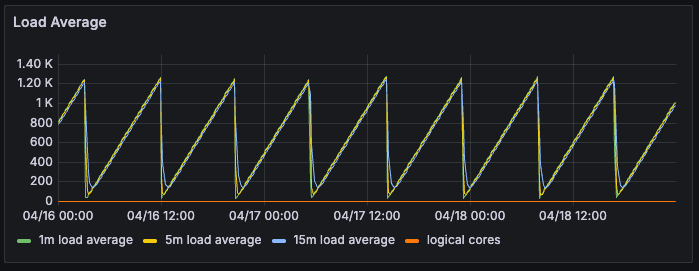 Load Average
1.40 K
1.20 K
1 K
800
600
400
200
0
04/16 00:00 04/16 12:00 04/17 00:00 04/17 12:00 04/18 00:00 04/18 12:00
1m load average 5m load average 15m load average logical cores